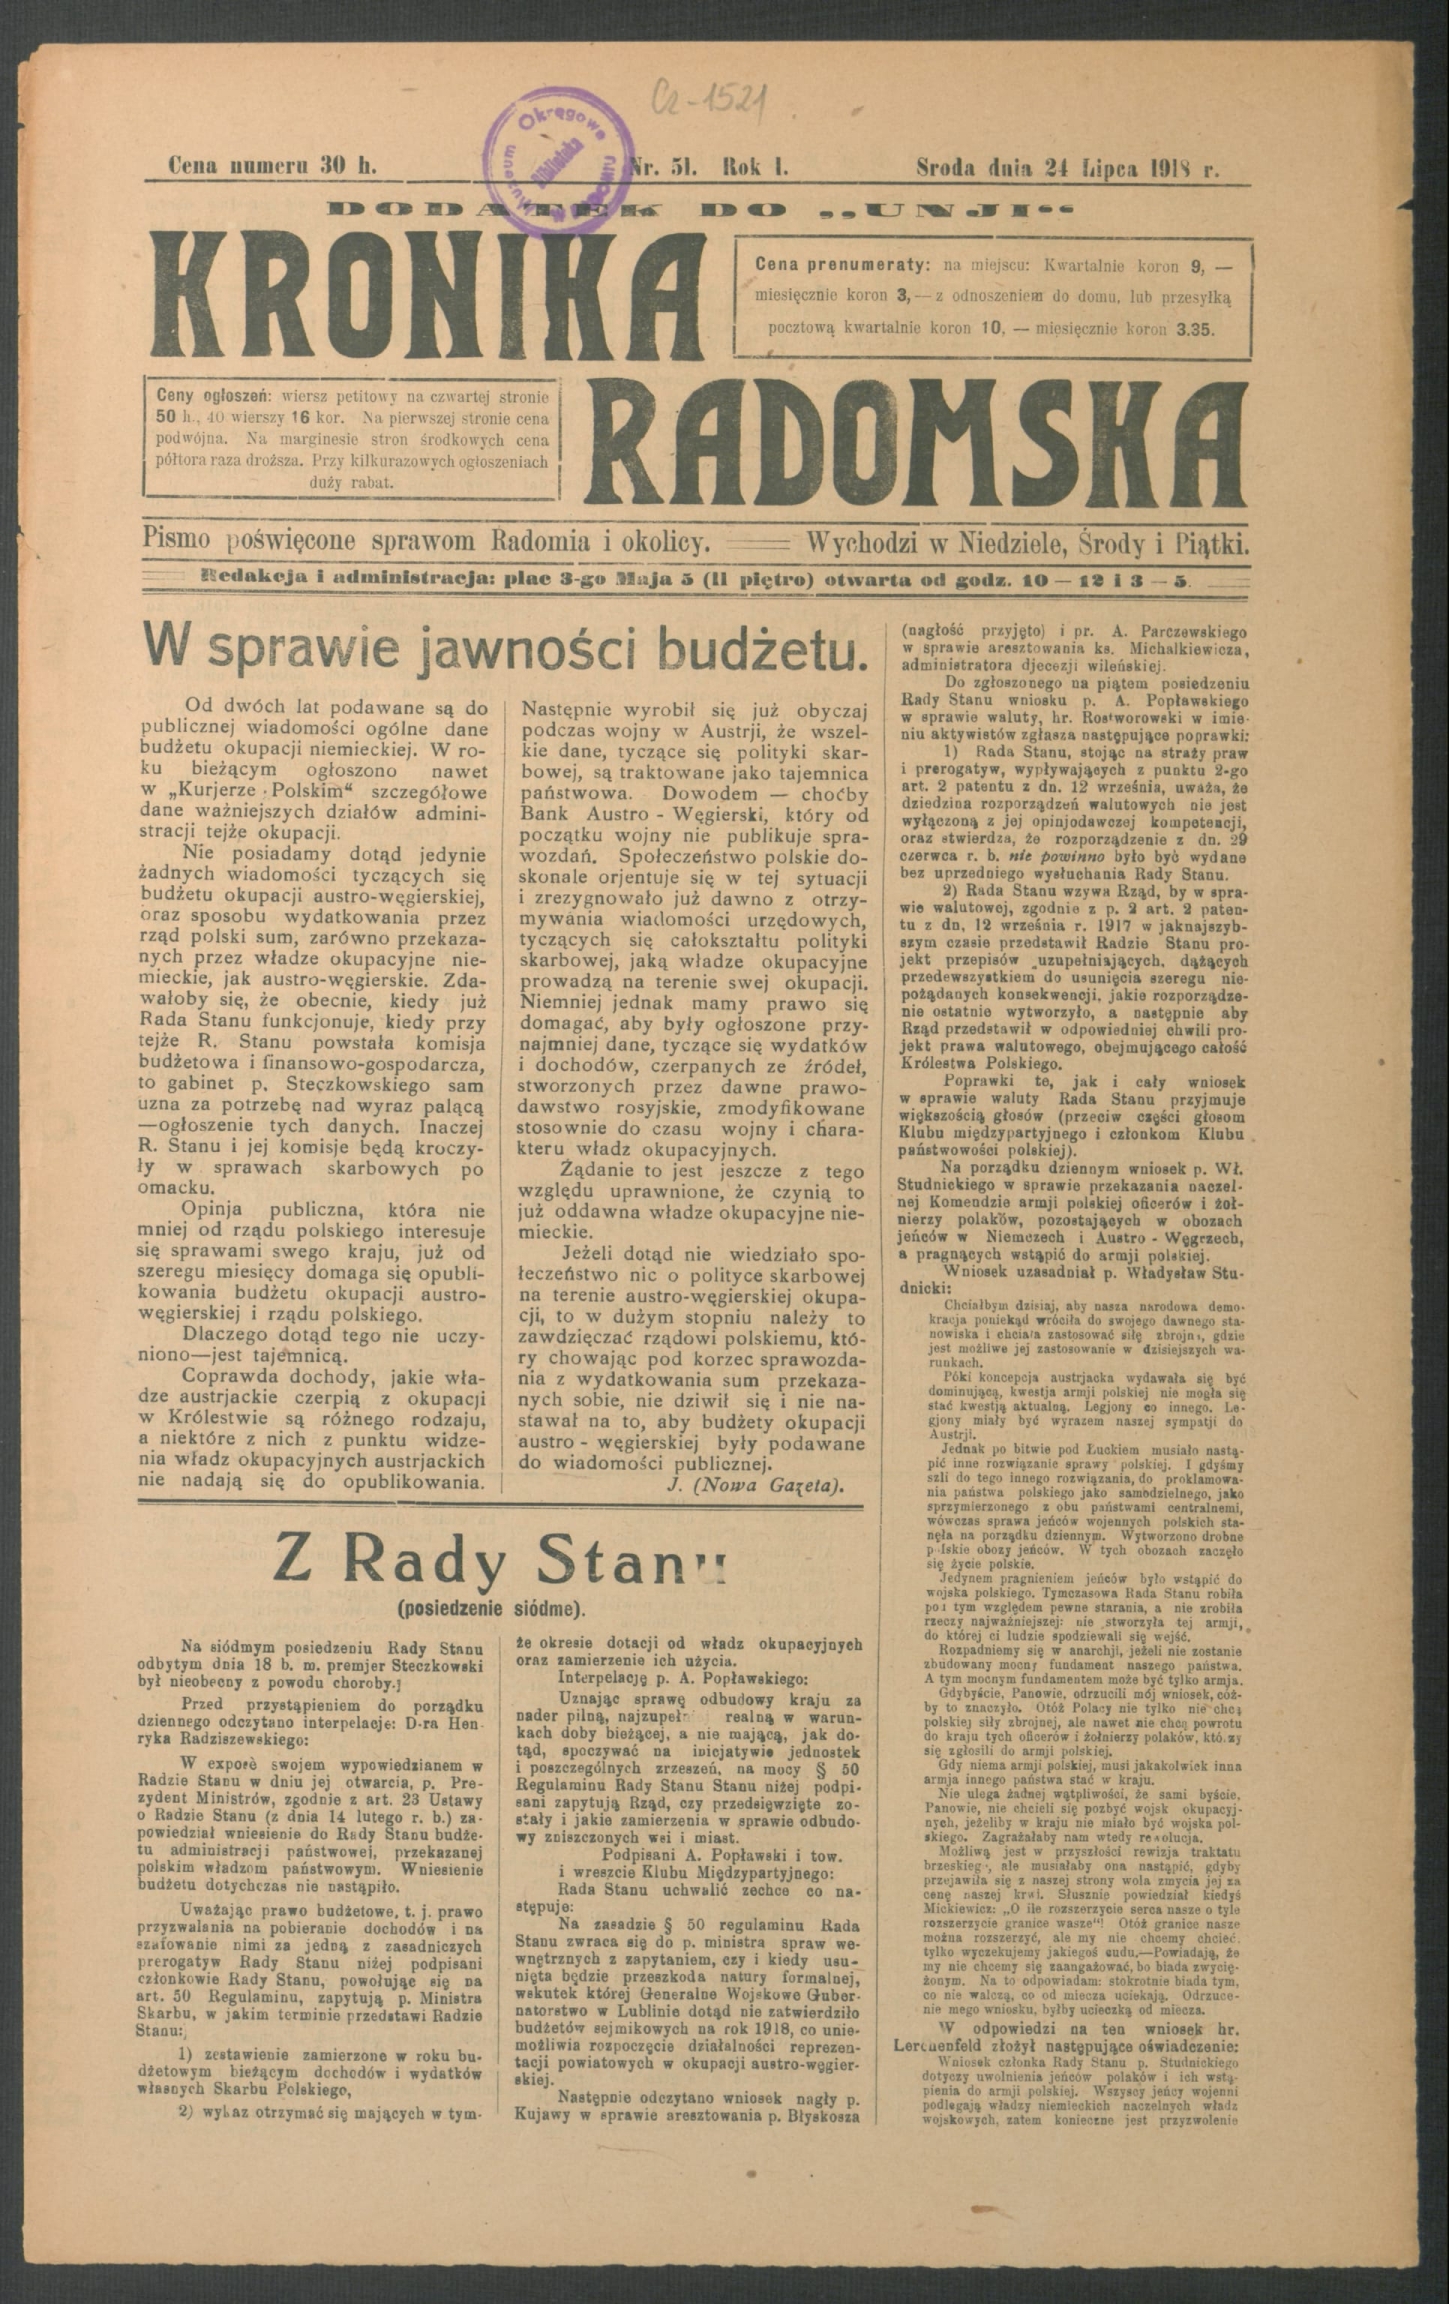 Cz-1521
Muzeum Okręgowe
Biblioteka
w Radomiu
Cena numeru 30 h.
Nr. 51. Rok I.
Sroda dnia 24 Lipca 1918 r.
DODATEK DO „UNJI“
KRONIKA
Cena prenumeraty: na miejscu: Kwartalnie koron 9, —
miesięcznie koron 3, — z odnoszeniem do domu, lub przesyłką
pocztową kwartalnie koron 10, — miesięcznie koron 3.35.
Ceny ogłoszeń: wiersz petitowy na czwartej stronie
50 h., 40 wierszy 16 kor. Na pierwszej stronie cena
podwójna. Na marginesie stron środkowych cena
półtora raza droższa. Przy kilkurazowych ogłoszeniach
duży rabat.
RADOMSKA
Pismo poświęcone sprawom Radomia i okolicy.
Wychodzi w Niedziele, Środy i Piątki.
Redakcja i administracja: plac 3-go Maja 5 (II piętro) otwarta od godz. 10 — 12 i 3 — 5.
W sprawie jawności budżetu.
Od dwóch lat podawane są do
publicznej wiadomości ogólne dane
budżetu okupacji niemieckiej. W ro-
ku bieżącym ogłoszono nawet
w „Kurjerze Polskim“ szczegółowe
dane ważniejszych działów admini-
stracji tejże okupacji.
Nie posiadamy dotąd jedynie
żadnych wiadomości tyczących się
budżetu okupacji austro-węgierskiej,
oraz sposobu wydatkowania przez
rząd polski sum, zarówno przekaza-
nych przez władze okupacyjne nie-
mieckie, jak austro-węgierskie. Zda-
wałoby się, że obecnie, kiedy już
Rada Stanu funkcjonuje, kiedy przy
tejże R. Stanu powstała komisja
budżetowa i finansowo-gospodarcza,
to gabinet p. Steczkowskiego sam
uzna za potrzebę nad wyraz palącą
—ogłoszenie tych danych. Inaczej
R. Stanu i jej komisje będą kroczy-
ły w sprawach skarbowych po
omacku.
Opinja publiczna, która nie
mniej od rządu polskiego interesuje
się sprawami swego kraju, już od
szeregu miesięcy domaga się opubli-
kowania budżetu okupacji austro-
węgierskiej i rządu polskiego.
Dlaczego dotąd tego nie uczy-
niono—jest tajemnicą.
Coprawda dochody, jakie wła-
dze austrjackie czerpią z okupacji
w Królestwie są różnego rodzaju,
a niektóre z nich z punktu widze-
nia władz okupacyjnych austrjackich
nie nadają się do opublikowania.
Następnie wyrobił się już obyczaj
podczas wojny w Austrji, że wszel-
kie dane, tyczące się polityki skar-
bowej, są traktowane jako tajemnica
państwowa. Dowodem — choćby
Bank Austro - Węgierski, który od
początku wojny nie publikuje spra-
wozdań. Społeczeństwo polskie do-
skonale orjentuje się w tej sytuacji
i zrezygnowało już dawno z otrzy-
mywania wiadomości urzędowych,
tyczących się całokształtu polityki
skarbowej, jaką władze okupacyjne
prowadzą na terenie swej okupacji.
Niemniej jednak mamy prawo się
domagać, aby były ogłoszone przy-
najmniej dane, tyczące się wydatków
i dochodów, czerpanych ze źródeł,
stworzonych przez dawne prawo-
dawstwo rosyjskie, zmodyfikowane
stosownie do czasu wojny i chara-
kteru władz okupacyjnych.
Żądanie to jest jeszcze z tego
względu uprawnione, że czynią to
już oddawna władze okupacyjne nie-
mieckie.
Jeżeli dotąd nie wiedziało spo-
łeczeństwo nic o polityce skarbowej
na terenie austro-węgierskiej okupa-
cji, to w dużym stopniu należy to
zawdzięczać rządowi polskiemu, któ-
ry chowając pod korzec sprawozda-
nia z wydatkowania sum przekaza-
nych sobie, nie dziwił się i nie na-
stawał na to, aby budżety okupacji
austro - węgierskiej były podawane
do wiadomości publicznej.
J. (Nowa Gazeta).
Z Rady Stanu
(posiedzenie siódme).
Na siódmym posiedzeniu Rady Stanu
odbytym dnia 18 b. m. premjer Steczkowski
był nieobecny z powodu choroby.]
Przed przystąpieniem do porządku
dziennego odczytano interpelacje: D-ra Hen-
ryka Radziszewskiego:
W exposè swojem wypowiedzianem w
Radzie Stanu w dniu jej otwarcia, p. Pre-
zydent Ministrów, zgodnie z art. 23 Ustawy
o Radzie Stanu (z dnia 14 lutego r. b.) za-
powiedział wniesienie do Rady Stanu budże-
tu administracji państwowej, przekazanej
polskim władzom państwowym. Wniesienie
budżetu dotychczas nie nastąpiło.
Uważając prawo budżetowe, t. j. prawo
przyzwalania na pobieranie dochodów i na
szafowanie nimi za jedną z zasadniczych
prerogatyw Rady Stanu niżej podpisani
członkowie Rady Stanu, powołując się na
art. 50 Regulaminu, zapytują p. Ministra
Skarbu, w jakim terminie przedstawi Radzie
Stanu:
1) zestawienie zamierzone w roku bu-
dżetowym bieżącym dochodów i wydatków
własnych Skarbu Polskiego,
2) wykaz otrzymać się mających w tym-
że okresie dotacji od władz okupacyjnych
oraz zamierzenie ich użycia.
Interpelację p. A. Popławskiego:
Uznając sprawę odbudowy kraju za
nader pilną, realną w warun-
kach doby bieżącej, a nie mającą, jak do-
tąd, spoczywać na inicjatywie jednostek
i poszczególnych zrzeszeń, na mocy § 50
Regulaminu Rady Stanu Stanu niżej podpi-
sani zapytują Rząd, czy przedsięwzięte zo-
stały i jakie zamierzenia w sprawie odbudo-
wy zniszczonych wsi i miast.
Podpisani A. Popławski i tow.
i wreszcie Klubu Międzypartyjnego:
Rada Stanu uchwalić zechce co na-
stępuje:
Na zasadzie § 50 regulaminu Rada
Stanu zwraca się do p. ministra spraw we-
wnętrznych z zapytaniem, czy i kiedy usu-
nięta będzie przeszkoda natury formalnej,
wskutek której Generalne Wojskowe Guber-
natorstwo w Lublinie dotąd nie zatwierdziło
budżetów sejmikowych na rok 1918, co unie-
możliwia rozpoczęcie działalności reprezen-
tacji powiatowych w okupacji austro-węgier-
skiej.
Następnie odczytano wniosek nagły p.
Kujawy w sprawie aresztowania p. Błyskosza
(nagłość przyjęto) i pr. A. Parczewskiego
w sprawie aresztowania ks. Michalkiewicza,
administratora djecezji wileńskiej.
Do zgłoszonego na piątem posiedzeniu
Rady Stanu wniosku p. A. Popławskiego
w sprawie waluty, hr. Rostworowski w imie-
niu aktywistów zgłasza następujące poprawki:
1) Rada Stanu, stojąc na straży praw
i prerogatyw, wypływających z punktu 2-go
art. 2 patentu z dn. 12 września, uważa, że
dziedzina rozporządzeń walutowych nie jest
wyłączoną z jej opinjodawczej kompetencji,
oraz stwierdza, że rozporządzenie z dn. 29
czerwca r. b. nie powinno było być wydane
bez uprzedniego wysłuchania Rady Stanu.
2) Rada Stanu wzywa Rząd, by w spra-
wie walutowej, zgodnie z p. 2 art. 2 paten-
tu z dn. 12 września r. 1917 w jaknajszyb-
szym czasie przedstawił Radzie Stanu pro-
jekt przepisów uzupełniających, dążących
przedewszystkiem do usunięcia szeregu nie-
pożądanych konsekwencji, jakie rozporządze-
nie ostatnie wytworzyło, a następnie aby
Rząd przedstawił w odpowiedniej chwili pro-
jekt prawa walutowego, obejmującego całość
Królestwa Polskiego.
Poprawki te, jak i cały wniosek
w sprawie waluty Rada Stanu przyjmuje
większością głosów (przeciw części głosom
Klubu międzypartyjnego i członkom Klubu
państwowości polskiej).
Na porządku dziennym wniosek p. Wł.
Studnickiego w sprawie przekazania naczel-
nej Komendzie armji polskiej oficerów i żoł-
nierzy polaków, pozostających w obozach
jeńców w Niemczech i Austro - Węgrzech,
a pragnących wstąpić do armji polskiej.
Wniosek uzasadniał p. Władysław Stu-
dnicki:
Chciałbym dzisiaj, aby nasza narodowa demo-
kracja poniekąd wróciła do swojego dawnego sta-
nowiska i chciała zastosować siłę zbrojną, gdzie
jest możliwe jej zastosowanie w dzisiejszych wa-
runkach.
Póki koncepcja austrjacka wydawała się być
dominującą, kwestja armji polskiej nie mogła się
stać kwestją aktualną. Legjony co innego. Le-
gjony miały być wyrazem naszej sympatji do
Austrji.
Jednak po bitwie pod Łuckiem musiało nastą-
pić inne rozwiązanie sprawy polskiej. I gdyśmy
szli do tego innego rozwiązania, do proklamowa-
nia państwa polskiego jako samodzielnego, jako
sprzymierzonego z obu państwami centralnemi,
wówczas sprawa jeńców wojennych polskich sta-
nęła na porządku dziennym. Wytworzono drobne
polskie obozy jeńców. W tych obozach zaczęło
się życie polskie.
Jedynem pragnieniem jeńców było wstąpić do
wojska polskiego. Tymczasowa Rada Stanu robiła
pod tym względem pewne starania, a nie zrobiła
rzeczy najważniejszej: nie stworzyła tej armji,
do której ci ludzie spodziewali się wejść.
Rozpadniemy się w anarchji, jeżeli nie zostanie
zbudowany mocny fundament naszego państwa.
A tym mocnym fundamentem może być tylko armja.
Gdybyście, Panowie, odrzucili mój wniosek, cóż-
by to znaczyło. Otóż Polacy nie tylko nie chcą
polskiej siły zbrojnej, ale nawet nie chcą powrotu
do kraju tych oficerów i żołnierzy polaków, którzy
się zgłosili do armji polskiej.
Gdy niema armji polskiej, musi jakakolwiek inna
armja innego państwa stać w kraju.
Nie ulega żadnej wątpliwości, że sami byście,
Panowie, nie chcieli się pozbyć wojsk okupacyj-
nych, jeżeliby w kraju nie miało być wojska pol-
skiego. Zagrażałaby nam wtedy rewolucja.
Możliwą jest w przyszłości rewizja traktatu
brzeskiego, ale musiałaby ona nastąpić, gdyby
przejawiła się z naszej strony wola zmycia jej za
cenę naszej krwi. Słusznie powiedział kiedyś
Mickiewicz: „O ile rozszerzycie serca nasze o tyle
rozszerzycie granice wasze“! Otóż granice nasze
można rozszerzyć, ale my nie chcemy chcieć,
tylko wyczekujemy jakiegoś cudu.—Powiadają, że
my nie chcemy się zaangażować, bo biada zwycię-
żonym. Na to odpowiadam: stokrotnie biada tym,
co nie walczą, co od miecza uciekają. Odrzuce-
nie mego wniosku, byłby ucieczką od miecza.
W odpowiedzi na ten wniosek hr.
Lerchenfeld złożył następujące oświadczenie:
Wniosek członka Rady Stanu p. Studnickiego
dotyczy uwolnienia jeńców polaków i ich wstą-
pienia do armji polskiej. Wszyscy jeńcy wojenni
podlegają władzy niemieckich naczelnych władz
wojskowych, zatem konieczne jest przyzwolenie